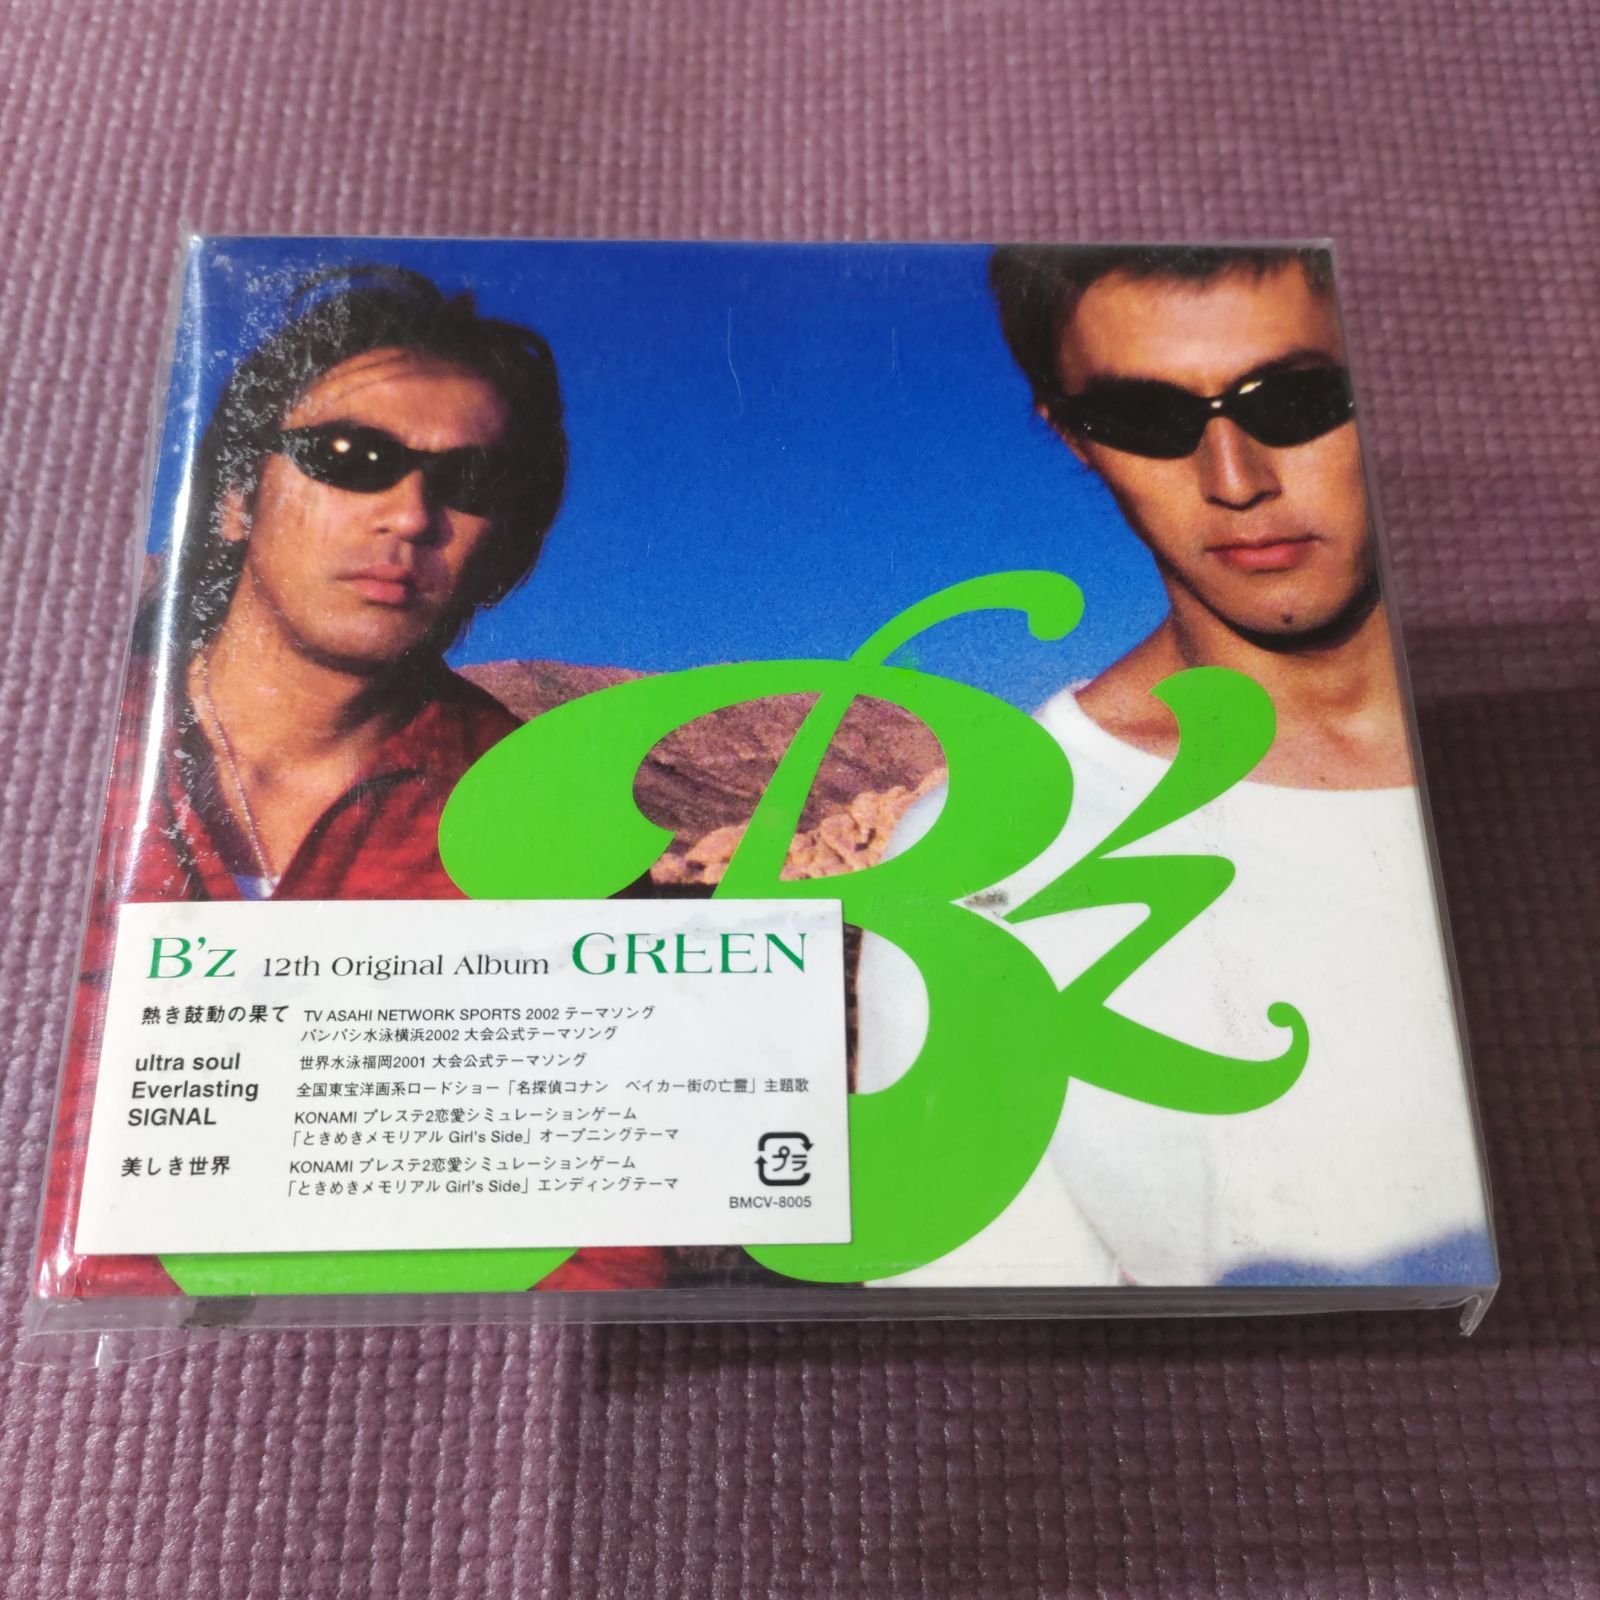 B'z
B'z 12th Original Album GREEN
熱き鼓動の果て TV ASAHI NETWORK SPORTS 2002 テーマソング
パンパシ水泳横浜2002 大会公式テーマソング
ultra soul 世界水泳福岡2001 大会公式テーマソング
Everlasting 全国東宝洋画系ロードショー「名探偵コナン ベイカー街の亡霊」主題歌
SIGNAL KONAMI プレステ2恋愛シミュレーションゲーム
「ときめきメモリアル Girl's Side」オープニングテーマ
美しき世界 KONAMI プレステ2恋愛シミュレーションゲーム
「ときめきメモリアル Girl's Side」エンディングテーマ
プラ
BMCV-8005